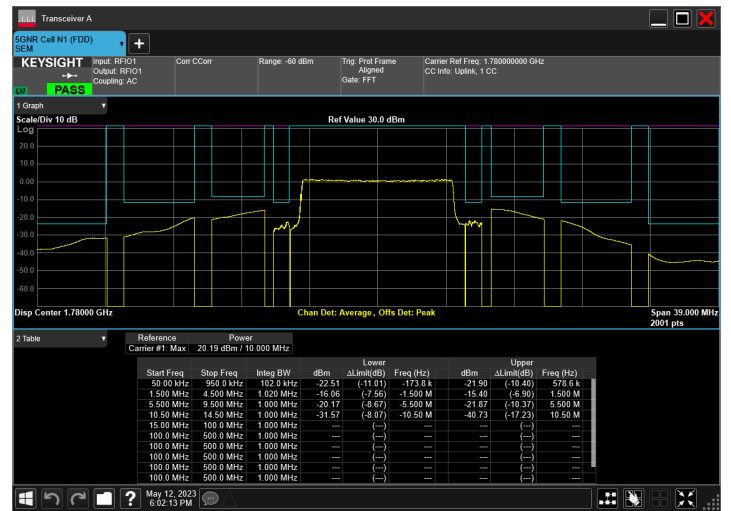 Transceiver A
5GNR Cell N1 (FDD)
SEM
KEYSIGHT
LXI
PASS
Input: RFIO1
Output: RFIO1
Coupling: AC
Corr CCorr
Range: -60 dBm
Trig: Prot Frame
Aligned
Gate: FFT
Carrier Ref Freq: 1.780000000 GHz
CC Info: Uplink, 1 CC
1 Graph
Scale/Div 10 dB
Ref Value 30.0 dBm
Log
20.0
10.0
0.00
-10.0
-20.0
-30.0
-40.0
-50.0
-60.0
Disp Center 1.78000 GHz
Chan Det: Average, Offs Det: Peak
Span 39.000 MHz
2001 pts
2 Table
Reference Power
Carrier #1: Max 20.19 dBm / 10.000 MHz
Lower Upper
Start Freq Stop Freq Integ BW dBm ΔLimit(dB) Freq (Hz) dBm ΔLimit(dB) Freq (Hz)
50.00 kHz 950.0 kHz 102.0 kHz -22.51 (-11.01) -173.8 k -21.90 (-10.40) 578.6 k
1.500 MHz 4.500 MHz 1.020 MHz -16.06 (-7.56) -1.500 M -15.40 (-6.90) 1.500 M
5.500 MHz 9.500 MHz 1.000 MHz -20.17 (-8.67) -5.500 M -21.87 (-10.37) 5.500 M
10.50 MHz 14.50 MHz 1.000 MHz -31.57 (-8.07) -10.50 M -40.73 (-17.23) 10.50 M
15.00 MHz 100.0 MHz 1.000 MHz --- (---) --- --- (---) ---
100.0 MHz 500.0 MHz 1.000 MHz --- (---) --- --- (---) ---
100.0 MHz 500.0 MHz 1.000 MHz --- (---) --- --- (---) ---
100.0 MHz 500.0 MHz 1.000 MHz --- (---) --- --- (---) ---
100.0 MHz 500.0 MHz 1.000 MHz --- (---) --- --- (---) ---
100.0 MHz 500.0 MHz 1.000 MHz --- (---) --- --- (---) ---
?
May 12, 2023
6:02:13 PM